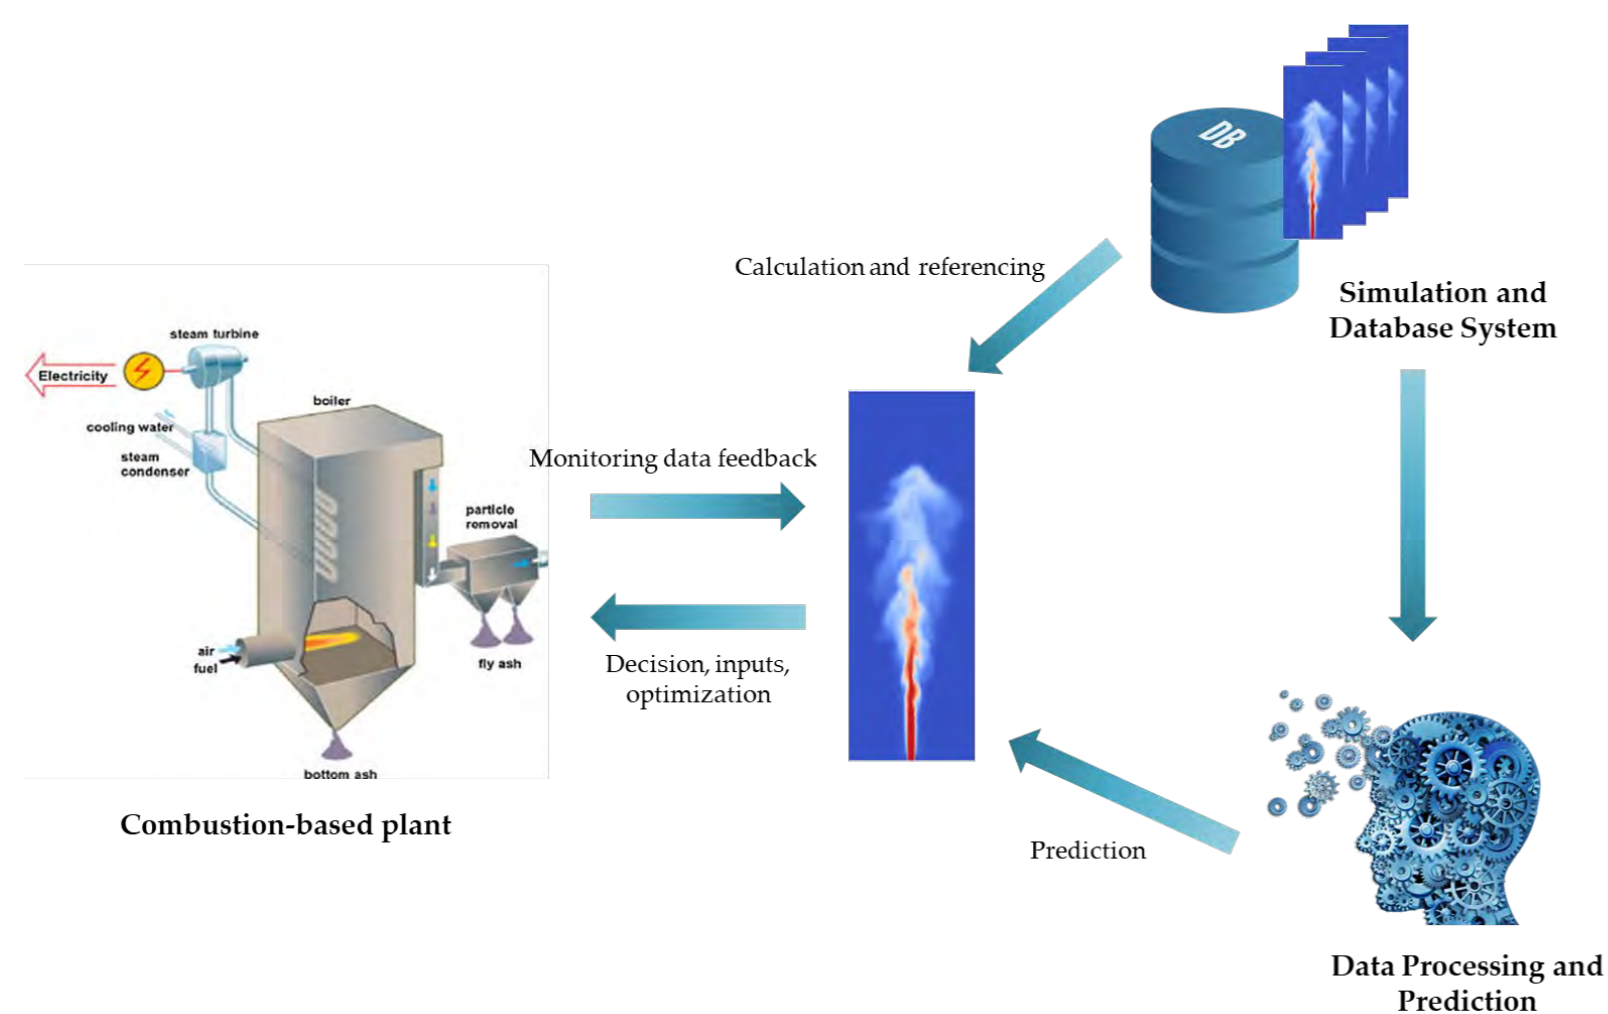 DB
Calculation and referencing
Simulation and
Database System
steam turbine
Electricity
boiler
cooling water
steam
condenser
Monitoring data feedback
particle
removal
air
fuel
fly ash
Decision, inputs,
optimization
bottom ash
Combustion-based plant
Prediction
Data Processing and
Prediction